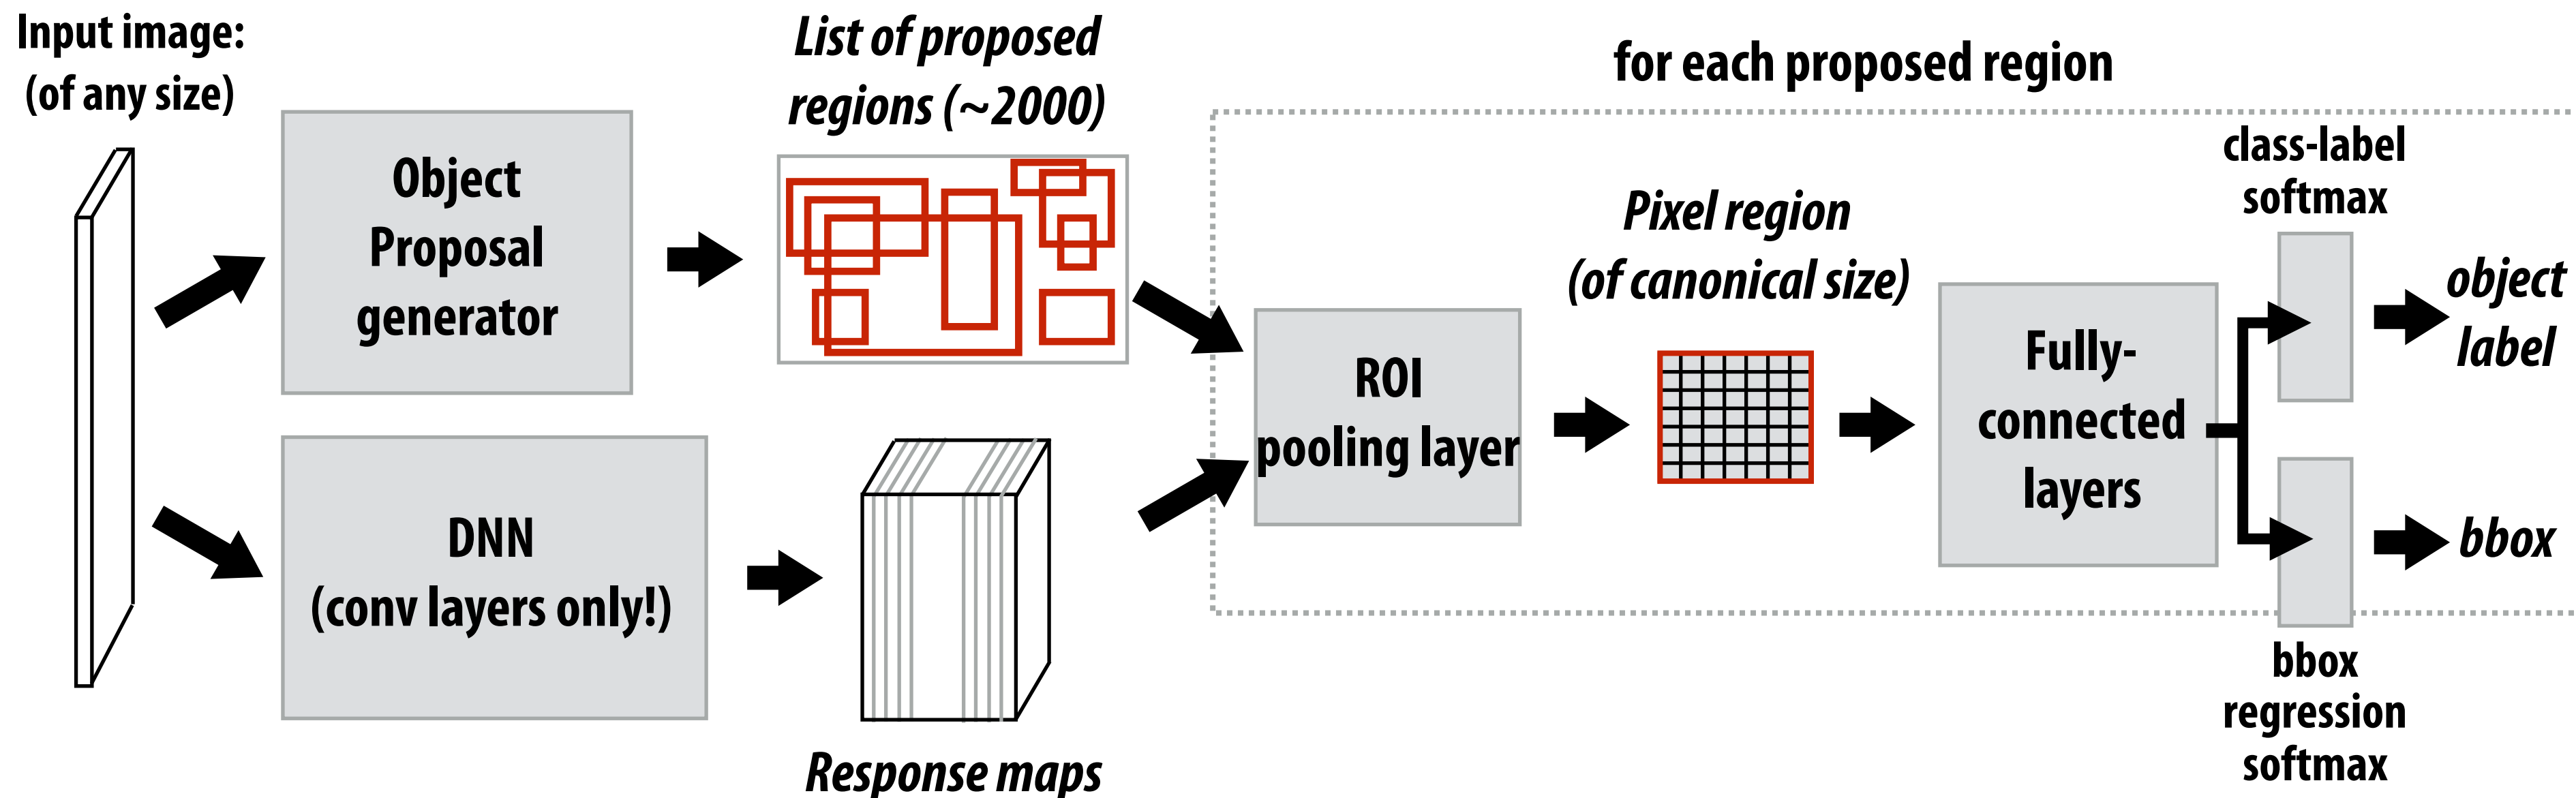 Input image:
(of any size)
Object
Proposal
generator
List of proposed
regions (~2000)
DNN
(conv layers only!)
Response maps
for each proposed region
ROI
pooling layer
Pixel region
(of canonical size)
Fully-
connected
layers
class-label
softmax
object
label
bbox
bbox
regression
softmax